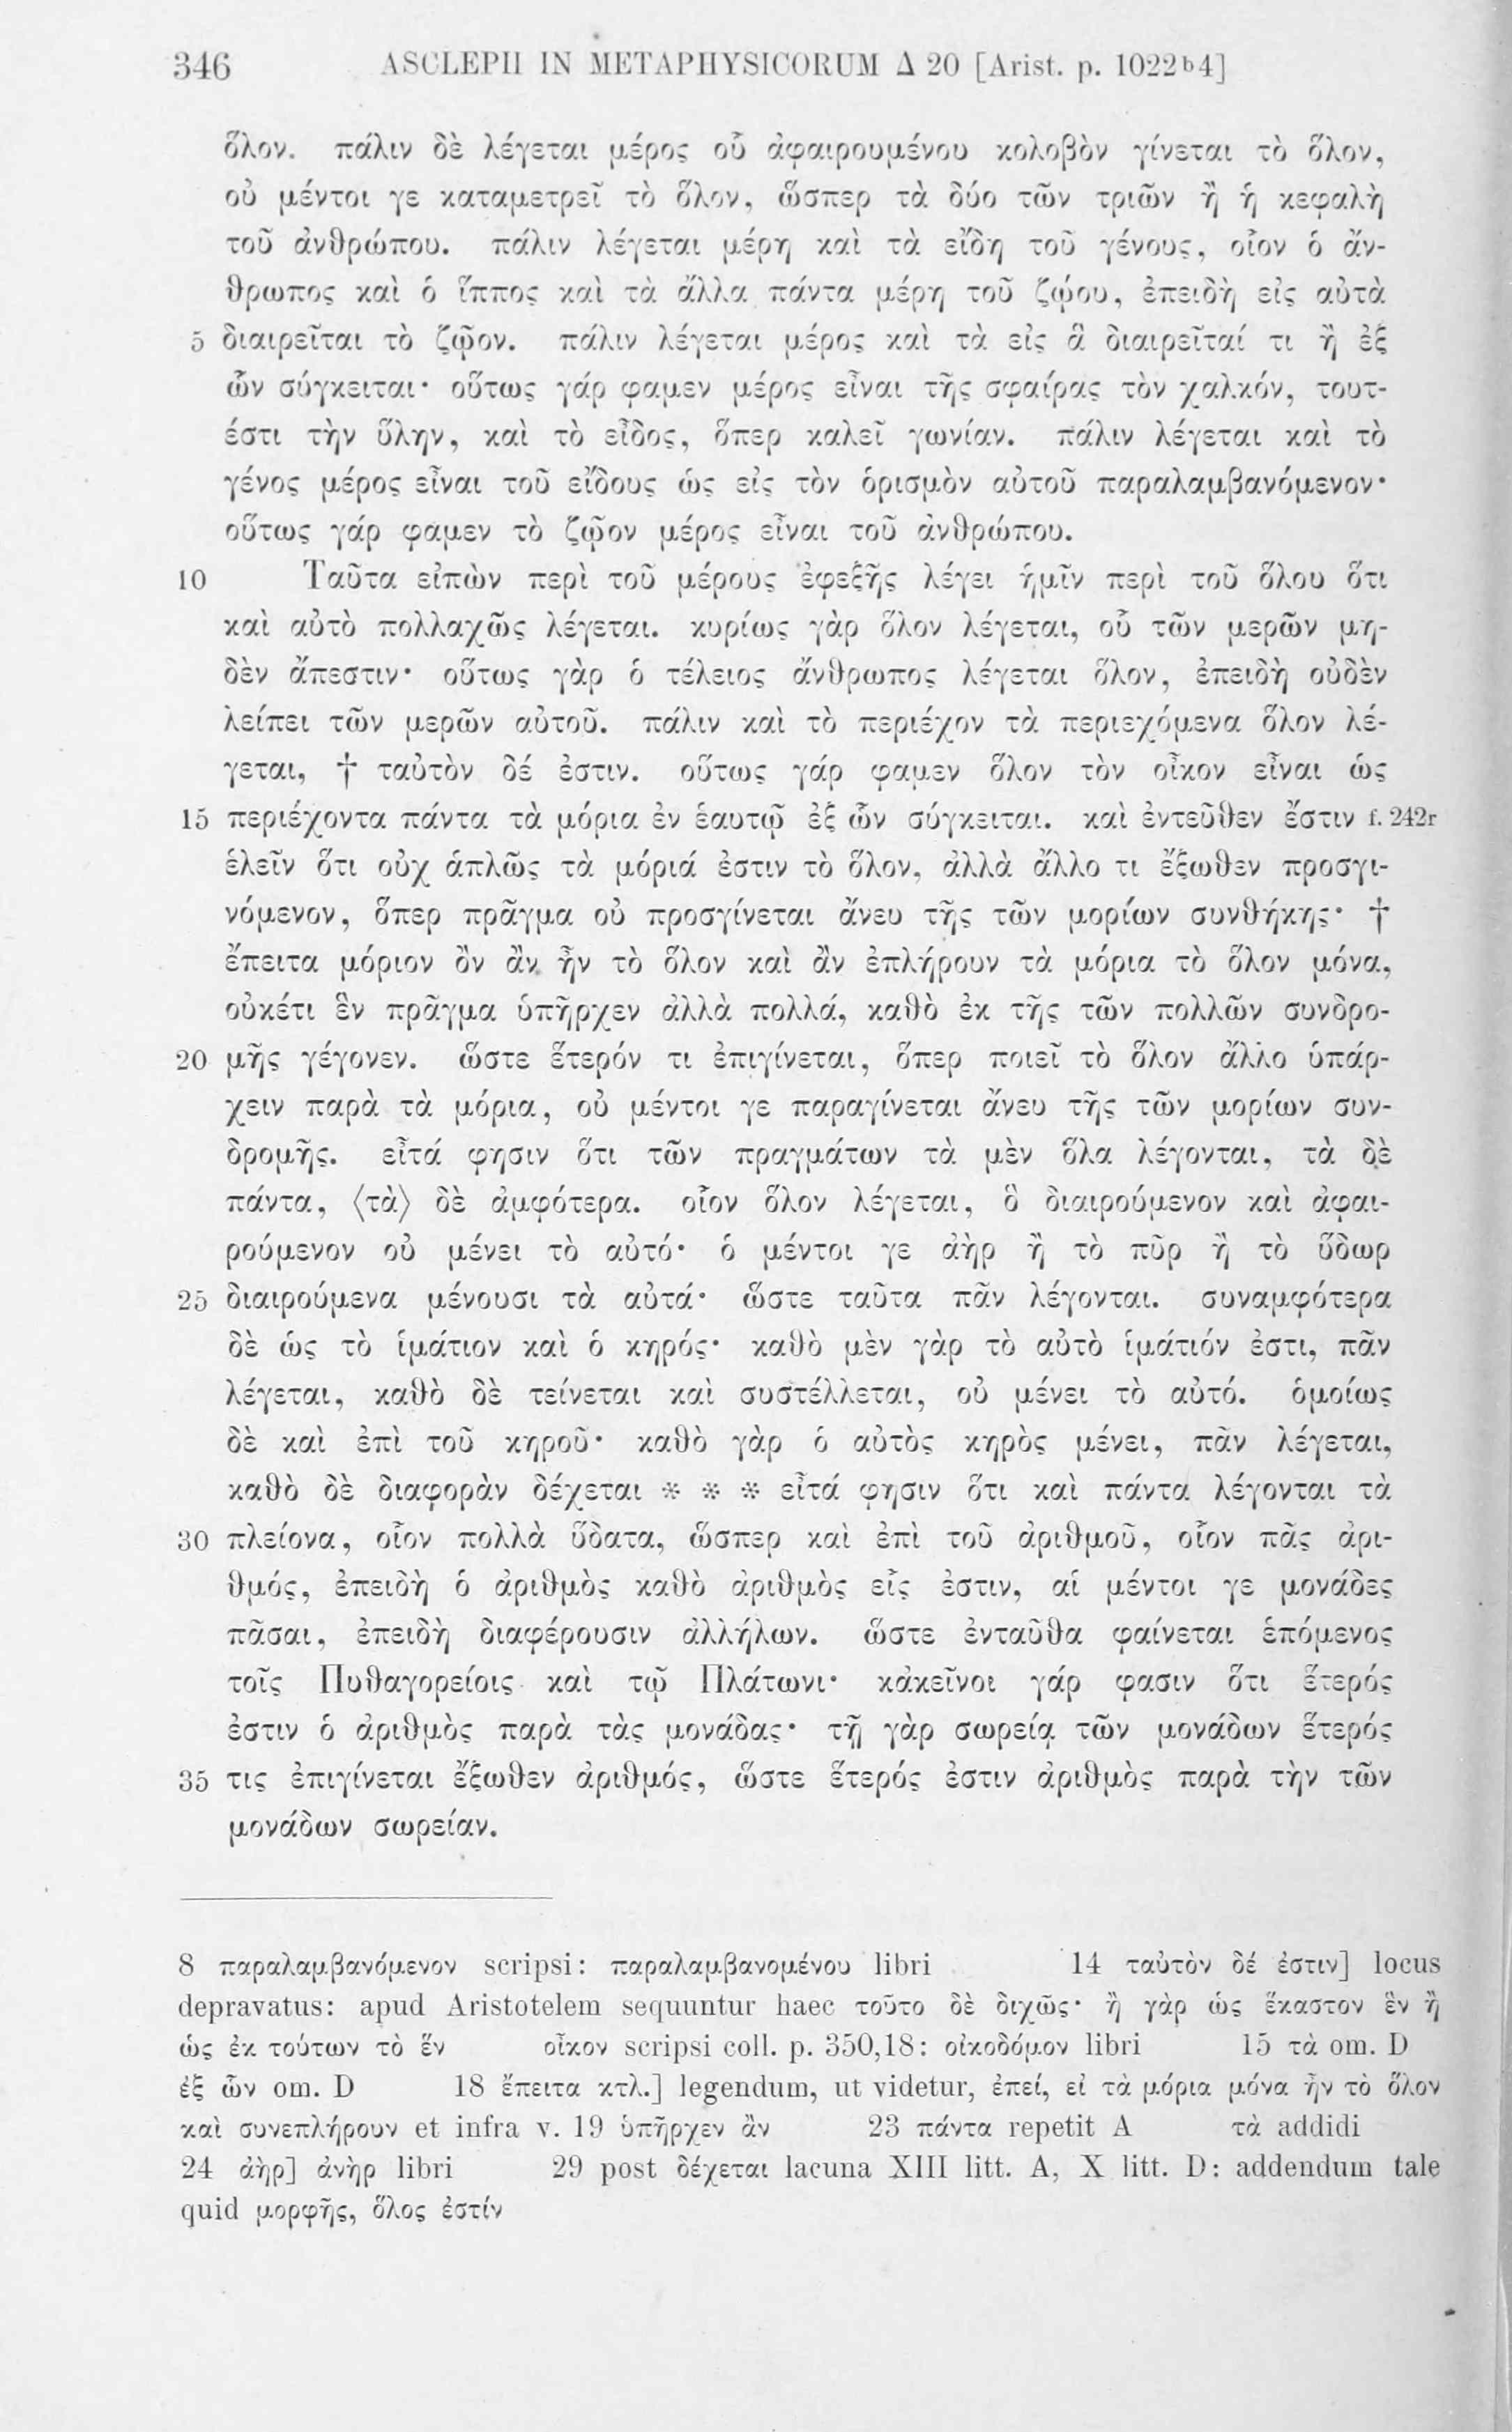 346 ASCLEPII IN METAPHYSICORUM Δ 20 [Arist. p. 1022b4]
ὅλον. πάλιν δὲ λέγεται μέρος οὗ ἀφαιρουμένου κολοβὸν γίνεται τὸ ὅλον,
οὐ μέντοι γε καταμετρεῖ τὸ ὅλον, ὥσπερ τὰ δύο τῶν τριῶν ἢ ἡ κεφαλὴ
τοῦ ἀνθρώπου. πάλιν λέγεται μέρη καὶ τὰ εἴδη τοῦ γένους, οἷον ὁ ἄν-
θρωπος καὶ ὁ ἵππος καὶ τὰ ἄλλα πάντα μέρη τοῦ ζῴου, ἐπειδὴ εἰς αὐτὰ
5 διαιρεῖται τὸ ζῷον. πάλιν λέγεται μέρος καὶ τὰ εἰς ἃ διαιρεῖταί τι ἢ ἐξ
ὧν σύγκειται· οὕτως γάρ φαμεν μέρος εἶναι τῆς σφαίρας τὸν χαλκόν, τουτ-
έστι τὴν ὕλην, καὶ τὸ εἶδος, ὅπερ καλεῖ γωνίαν. πάλιν λέγεται καὶ τὸ
γένος μέρος εἶναι τοῦ εἴδους ὡς εἰς τὸν ὁρισμὸν αὐτοῦ παραλαμβανόμενον·
οὕτως γάρ φαμεν τὸ ζῷον μέρος εἶναι τοῦ ἀνθρώπου.
10 Ταῦτα εἰπὼν περὶ τοῦ μέρους ἐφεξῆς λέγει ἡμῖν περὶ τοῦ ὅλου ὅτι
καὶ αὐτὸ πολλαχῶς λέγεται. κυρίως γὰρ ὅλον λέγεται, οὗ τῶν μερῶν μη-
δὲν ἄπεστιν· οὕτως γὰρ ὁ τέλειος ἄνθρωπος λέγεται ὅλον, ἐπειδὴ οὐδὲν
λείπει τῶν μερῶν αὐτοῦ. πάλιν καὶ τὸ περιέχον τὰ περιεχόμενα ὅλον λέ-
γεται, † ταὐτὸν δέ ἐστιν. οὕτως γάρ φαμεν ὅλον τὸν οἶκον εἶναι ὡς
15 περιέχοντα πάντα τὰ μόρια ἐν ἑαυτῷ ἐξ ὧν σύγκειται. καὶ ἐντεῦθεν ἔστιν f. 242r
ἑλεῖν ὅτι οὐχ ἁπλῶς τὰ μόριά ἐστιν τὸ ὅλον, ἀλλὰ ἄλλο τι ἔξωθεν προσγι-
νόμενον, ὅπερ πρᾶγμα οὐ προσγίνεται ἄνευ τῆς τῶν μορίων συνθήκης· †
ἔπειτα μόριον ὂν ἂν ἦν τὸ ὅλον καὶ ἂν ἐπλήρουν τὰ μόρια τὸ ὅλον μόνα,
οὐκέτι ἓν πρᾶγμα ὑπῆρχεν ἀλλὰ πολλά, καθὸ ἐκ τῆς τῶν πολλῶν συνδρο-
20 μῆς γέγονεν. ὥστε ἕτερόν τι ἐπιγίνεται, ὅπερ ποιεῖ τὸ ὅλον ἄλλο ὑπάρ-
χειν παρὰ τὰ μόρια, οὐ μέντοι γε παραγίνεται ἄνευ τῆς τῶν μορίων συν-
δρομῆς. εἶτά φησιν ὅτι τῶν πραγμάτων τὰ μὲν ὅλα λέγονται, τὰ δὲ
πάντα, ⟨τὰ⟩ δὲ ἀμφότερα. οἷον ὅλον λέγεται, ὃ διαιρούμενον καὶ ἀφαι-
ρούμενον οὐ μένει τὸ αὐτό· ὁ μέντοι γε ἀὴρ ἢ τὸ πῦρ ἢ τὸ ὕδωρ
25 διαιρούμενα μένουσι τὰ αὐτά· ὥστε ταῦτα πᾶν λέγονται. συναμφότερα
δὲ ὡς τὸ ἱμάτιον καὶ ὁ κηρός· καθὸ μὲν γὰρ τὸ αὐτὸ ἱμάτιόν ἐστι, πᾶν
λέγεται, καθὸ δὲ τείνεται καὶ συστέλλεται, οὐ μένει τὸ αὐτό. ὁμοίως
δὲ καὶ ἐπὶ τοῦ κηροῦ· καθὸ γὰρ ὁ αὐτὸς κηρὸς μένει, πᾶν λέγεται,
καθὸ δὲ διαφορὰν δέχεται * * * εἶτά φησιν ὅτι καὶ πάντα λέγονται τὰ
30 πλείονα, οἷον πολλὰ ὕδατα, ὥσπερ καὶ ἐπὶ τοῦ ἀριθμοῦ, οἷον πᾶς ἀρι-
θμός, ἐπειδὴ ὁ ἀριθμὸς καθὸ ἀριθμὸς εἷς ἐστιν, αἱ μέντοι γε μονάδες
πᾶσαι, ἐπειδὴ διαφέρουσιν ἀλλήλων. ὥστε ἐνταῦθα φαίνεται ἑπόμενος
τοῖς Πυθαγορείοις καὶ τῷ Πλάτωνι· κἀκεῖνοι γάρ φασιν ὅτι ἕτερός
ἐστιν ὁ ἀριθμὸς παρὰ τὰς μονάδας· τῇ γὰρ σωρείᾳ τῶν μονάδων ἕτερός
35 τις ἐπιγίνεται ἔξωθεν ἀριθμός, ὥστε ἕτερός ἐστιν ἀριθμὸς παρὰ τὴν τῶν
μονάδων σωρείαν.
8 παραλαμβανόμενον scripsi: παραλαμβανομένου libri 14 ταὐτὸν δέ ἐστιν] locus
depravatus: apud Aristotelem sequuntur haec τοῦτο δὲ διχῶς· ἢ γὰρ ὡς ἕκαστον ἓν ἢ
ὡς ἐκ τούτων τὸ ἕν οἶκον scripsi coll. p. 350,18: οἰκοδόμον libri 15 τὰ om. D
ἐξ ὧν om. D 18 ἔπειτα κτλ.] legendum, ut videtur, ἐπεί, εἰ τὰ μόρια μόνα ἦν τὸ ὅλον
καὶ συνεπλήρουν et infra v. 19 ὑπῆρχεν ἂν 23 πάντα repetit A τὰ addidi
24 ἀὴρ] ἀνὴρ libri 29 post δέχεται lacuna XIII litt. A, X litt. D: addendum tale
quid μορφῆς, ὅλος ἐστίν